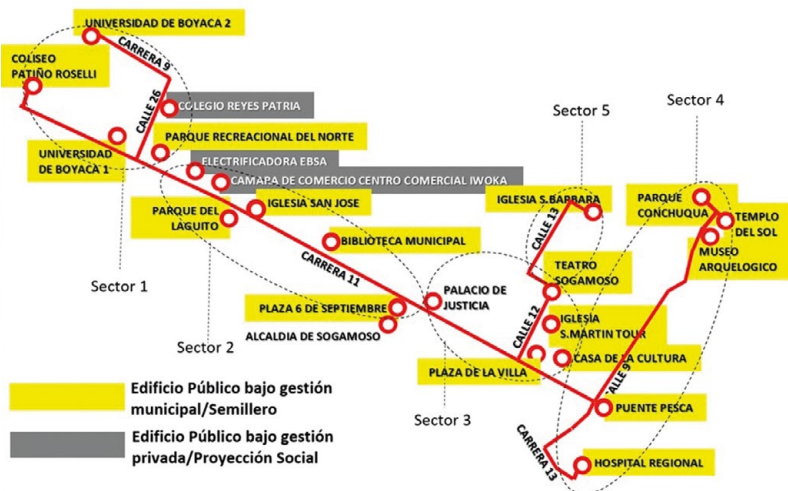 UNIVERSIDAD DE BOYACA 2
COLISEO
PATIÑO ROSELLI
CARRERA 9
CALLE 26
COLEGIO REYES PATRIA
PARQUE RECREACIONAL DEL NORTE
UNIVERSIDAD
DE BOYACA 1
ELECTRIFICADORA EBSA
CAMAPA DE COMERCIO CENTRO COMERCIAL IWOKA
IGLESIA SAN JOSE
PARQUE DEL
LAGUITO
BIBLIOTECA MUNICIPAL
CARRERA 11
Sector 1
Sector 2
PLAZA 6 DE SEPTIEMBRE
ALCALDIA DE SOGAMOSO
PALACIO DE
JUSTICIA
Sector 5
Sector 4
IGLESIA S.BARBARA
CALLE 13
PARQUE
CONCHUQUA
TEMPLO
DEL SOL
MUSEO
ARQUELOGICO
TEATRO
SOGAMOSO
CALLE 12
IGLESIA
S.MARTIN TOUR
CASA DE LA CULTURA
PLAZA DE LA VILLA
CALLE 9
Sector 3
PUENTE PESCA
CARRERA 13
HOSPITAL REGIONAL
Edificio Público bajo gestión
municipal/Semillero
Edificio Público bajo gestión
privada/Proyección Social